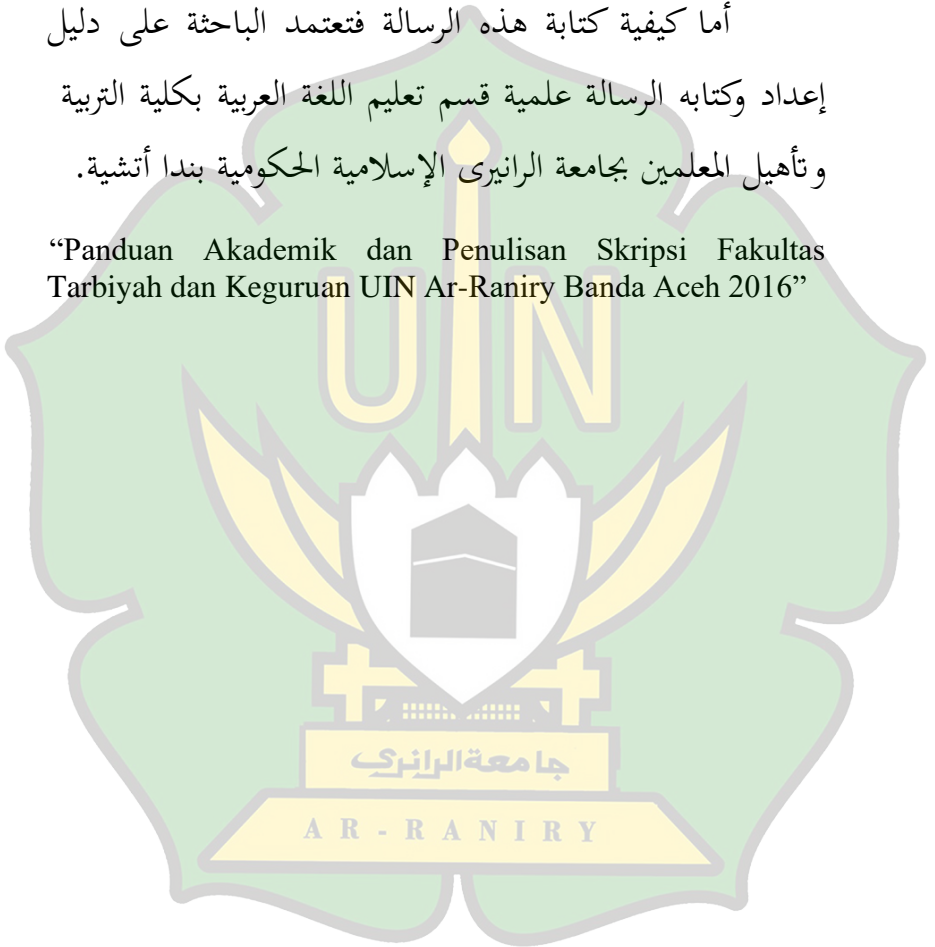 أما كيفية كتابة هذه الرسالة فتعتمد الباحثة على دليل
إعداد وكتابه الرسالة علمية قسم تعليم اللغة العربية بكلية التربية
وتأهيل المعلمين بجامعة الرانيرى الإسلامية الحكومية بندا أتشية.
“Panduan Akademik dan Penulisan Skripsi Fakultas
Tarbiyah dan Keguruan UIN Ar-Raniry Banda Aceh 2016”
UIN
جامعة الرانري
AR-RANIRY